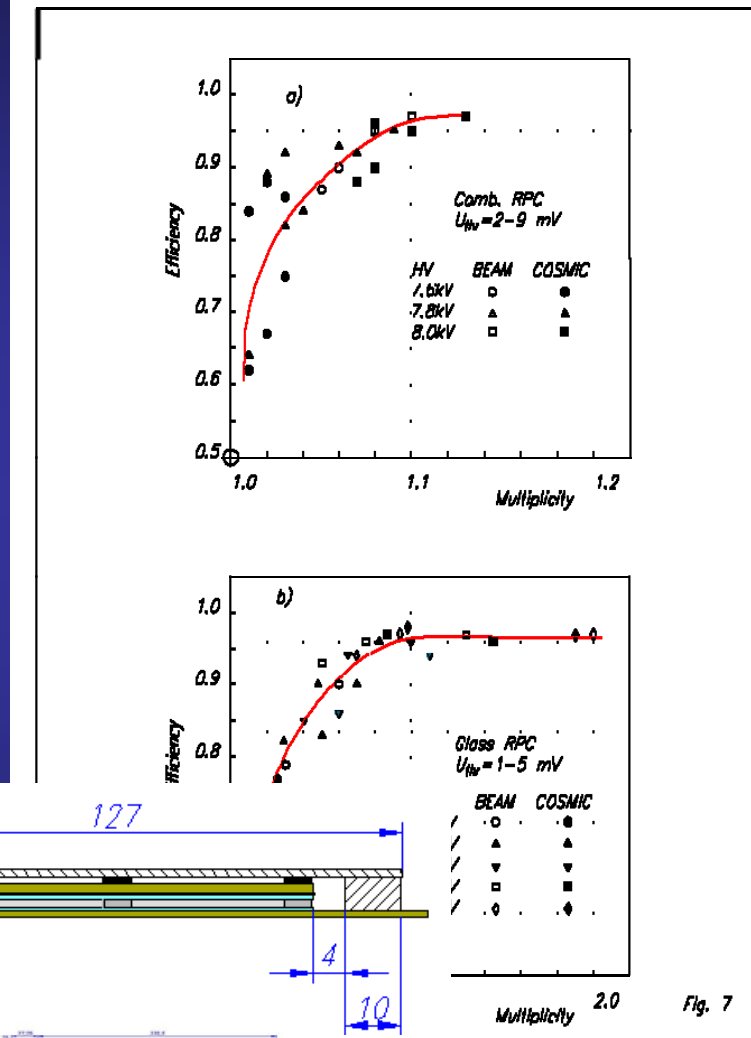 a)
1.0
0.9
0.8
0.7
0.6
0.5
Efficiency
Comb. RPC
Uthr=2-9 mV
HV BEAM COSMIC
7.6kV
7.8kV
8.0kV
1.0 1.1 1.2
Multiplicity
b)
1.0
0.9
0.8
Glass RPC
Uthr=1-5 mV
BEAM COSMIC
127
4
10
2.0
Multiplicity
Fig. 7